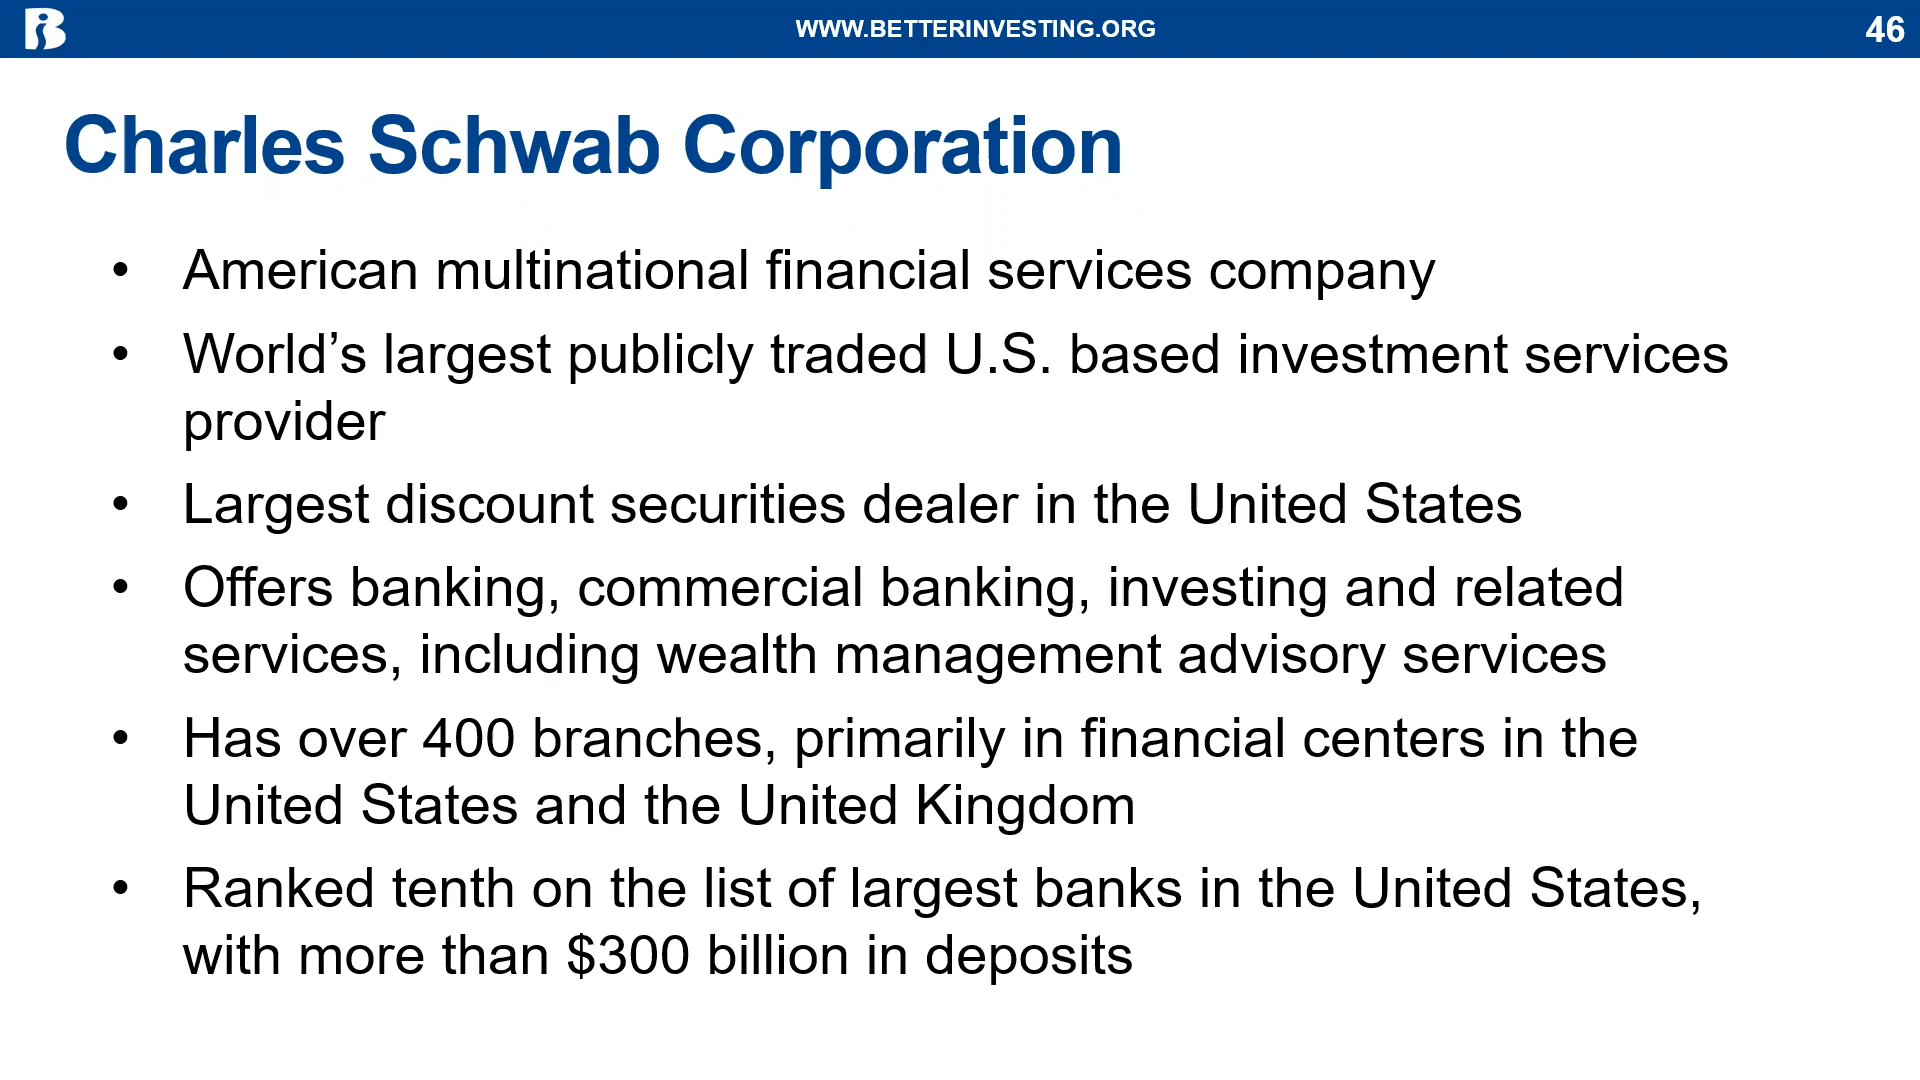 WWW.BETTERINVESTING.ORG
46
Charles Schwab Corporation
• American multinational financial services company
• World’s largest publicly traded U.S. based investment services
provider
• Largest discount securities dealer in the United States
• Offers banking, commercial banking, investing and related
services, including wealth management advisory services
• Has over 400 branches, primarily in financial centers in the
United States and the United Kingdom
• Ranked tenth on the list of largest banks in the United States,
with more than $300 billion in deposits